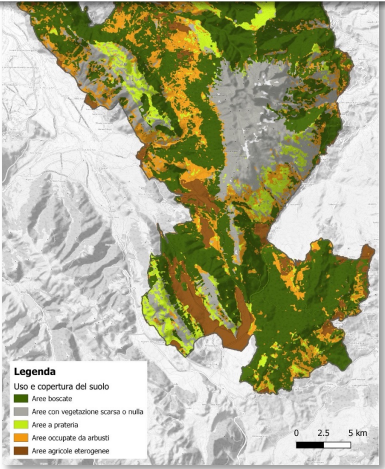 Legenda
Uso e copertura del suolo
Aree boscate
Aree con vegetazione scarsa o nulla
Aree a prateria
Aree occupate da arbusti
Aree agricole eterogenee
0 2.5 5 km